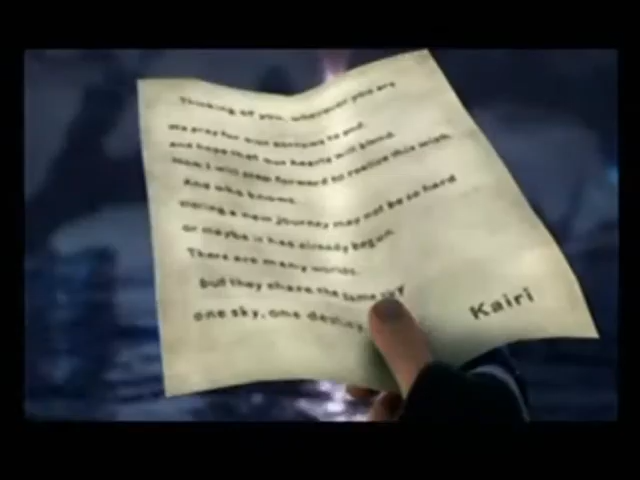 Thinking of you, wherever you are
We pray for our sorrows to end,
and hope that our hearts will blend.
Now I will step forward to realize this wish.
And who knows:
starting a new journey may not be so hard
or maybe it has already begun.
There are many worlds,
but they share the same sky
one sky, one destiny.
Kairi